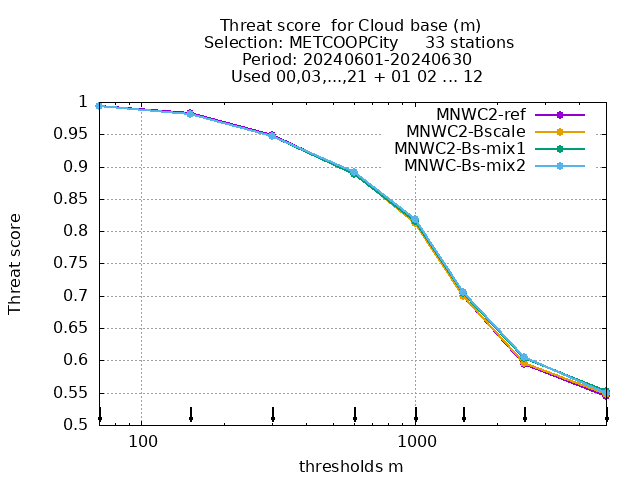 Threat score  for Cloud base (m)
Selection: METCOOPCity     33 stations
Period: 20240601-20240630
Used 00,03,...,21 + 01 02 ... 12
MNWC2-ref
MNWC2-Bscale
MNWC2-Bs-mix1
MNWC-Bs-mix2
Threat score
1
0.95
0.9
0.85
0.8
0.75
0.7
0.65
0.6
0.55
0.5
100 1000
thresholds m